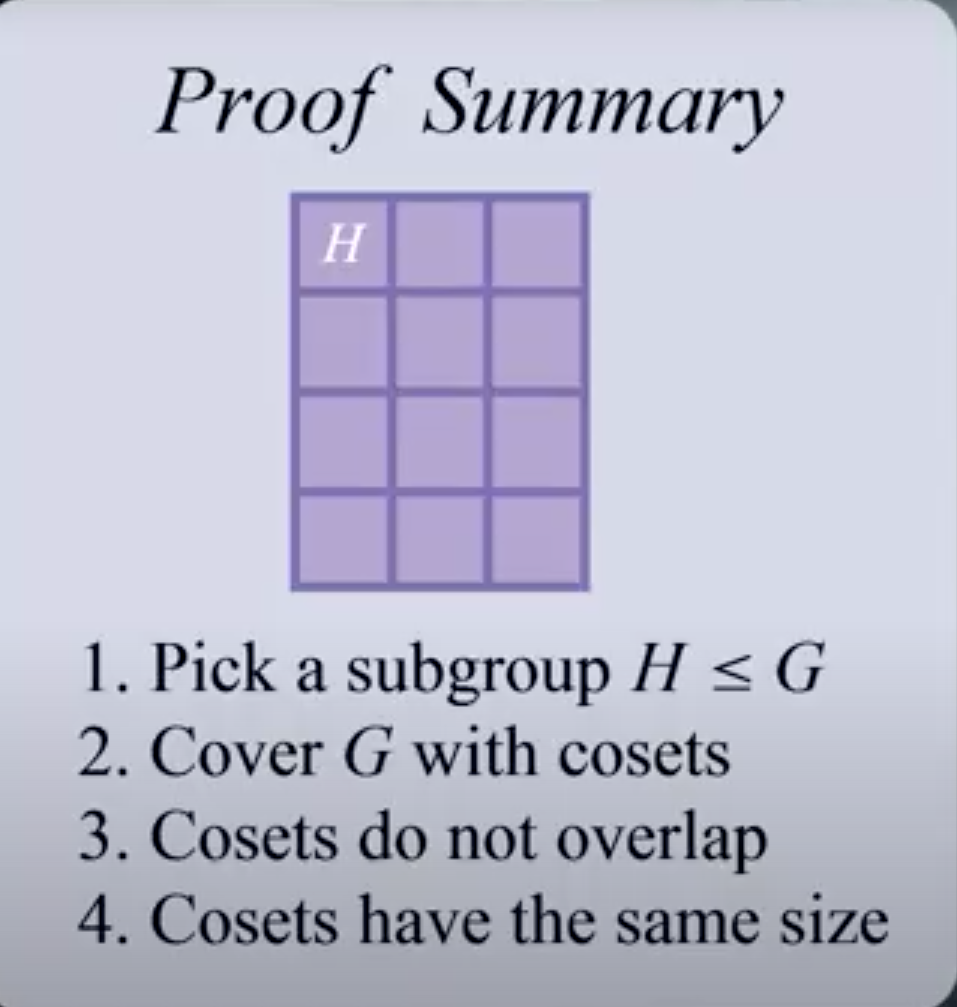 Proof Summary
H
1. Pick a subgroup H ≤ G
2. Cover G with cosets
3. Cosets do not overlap
4. Cosets have the same size